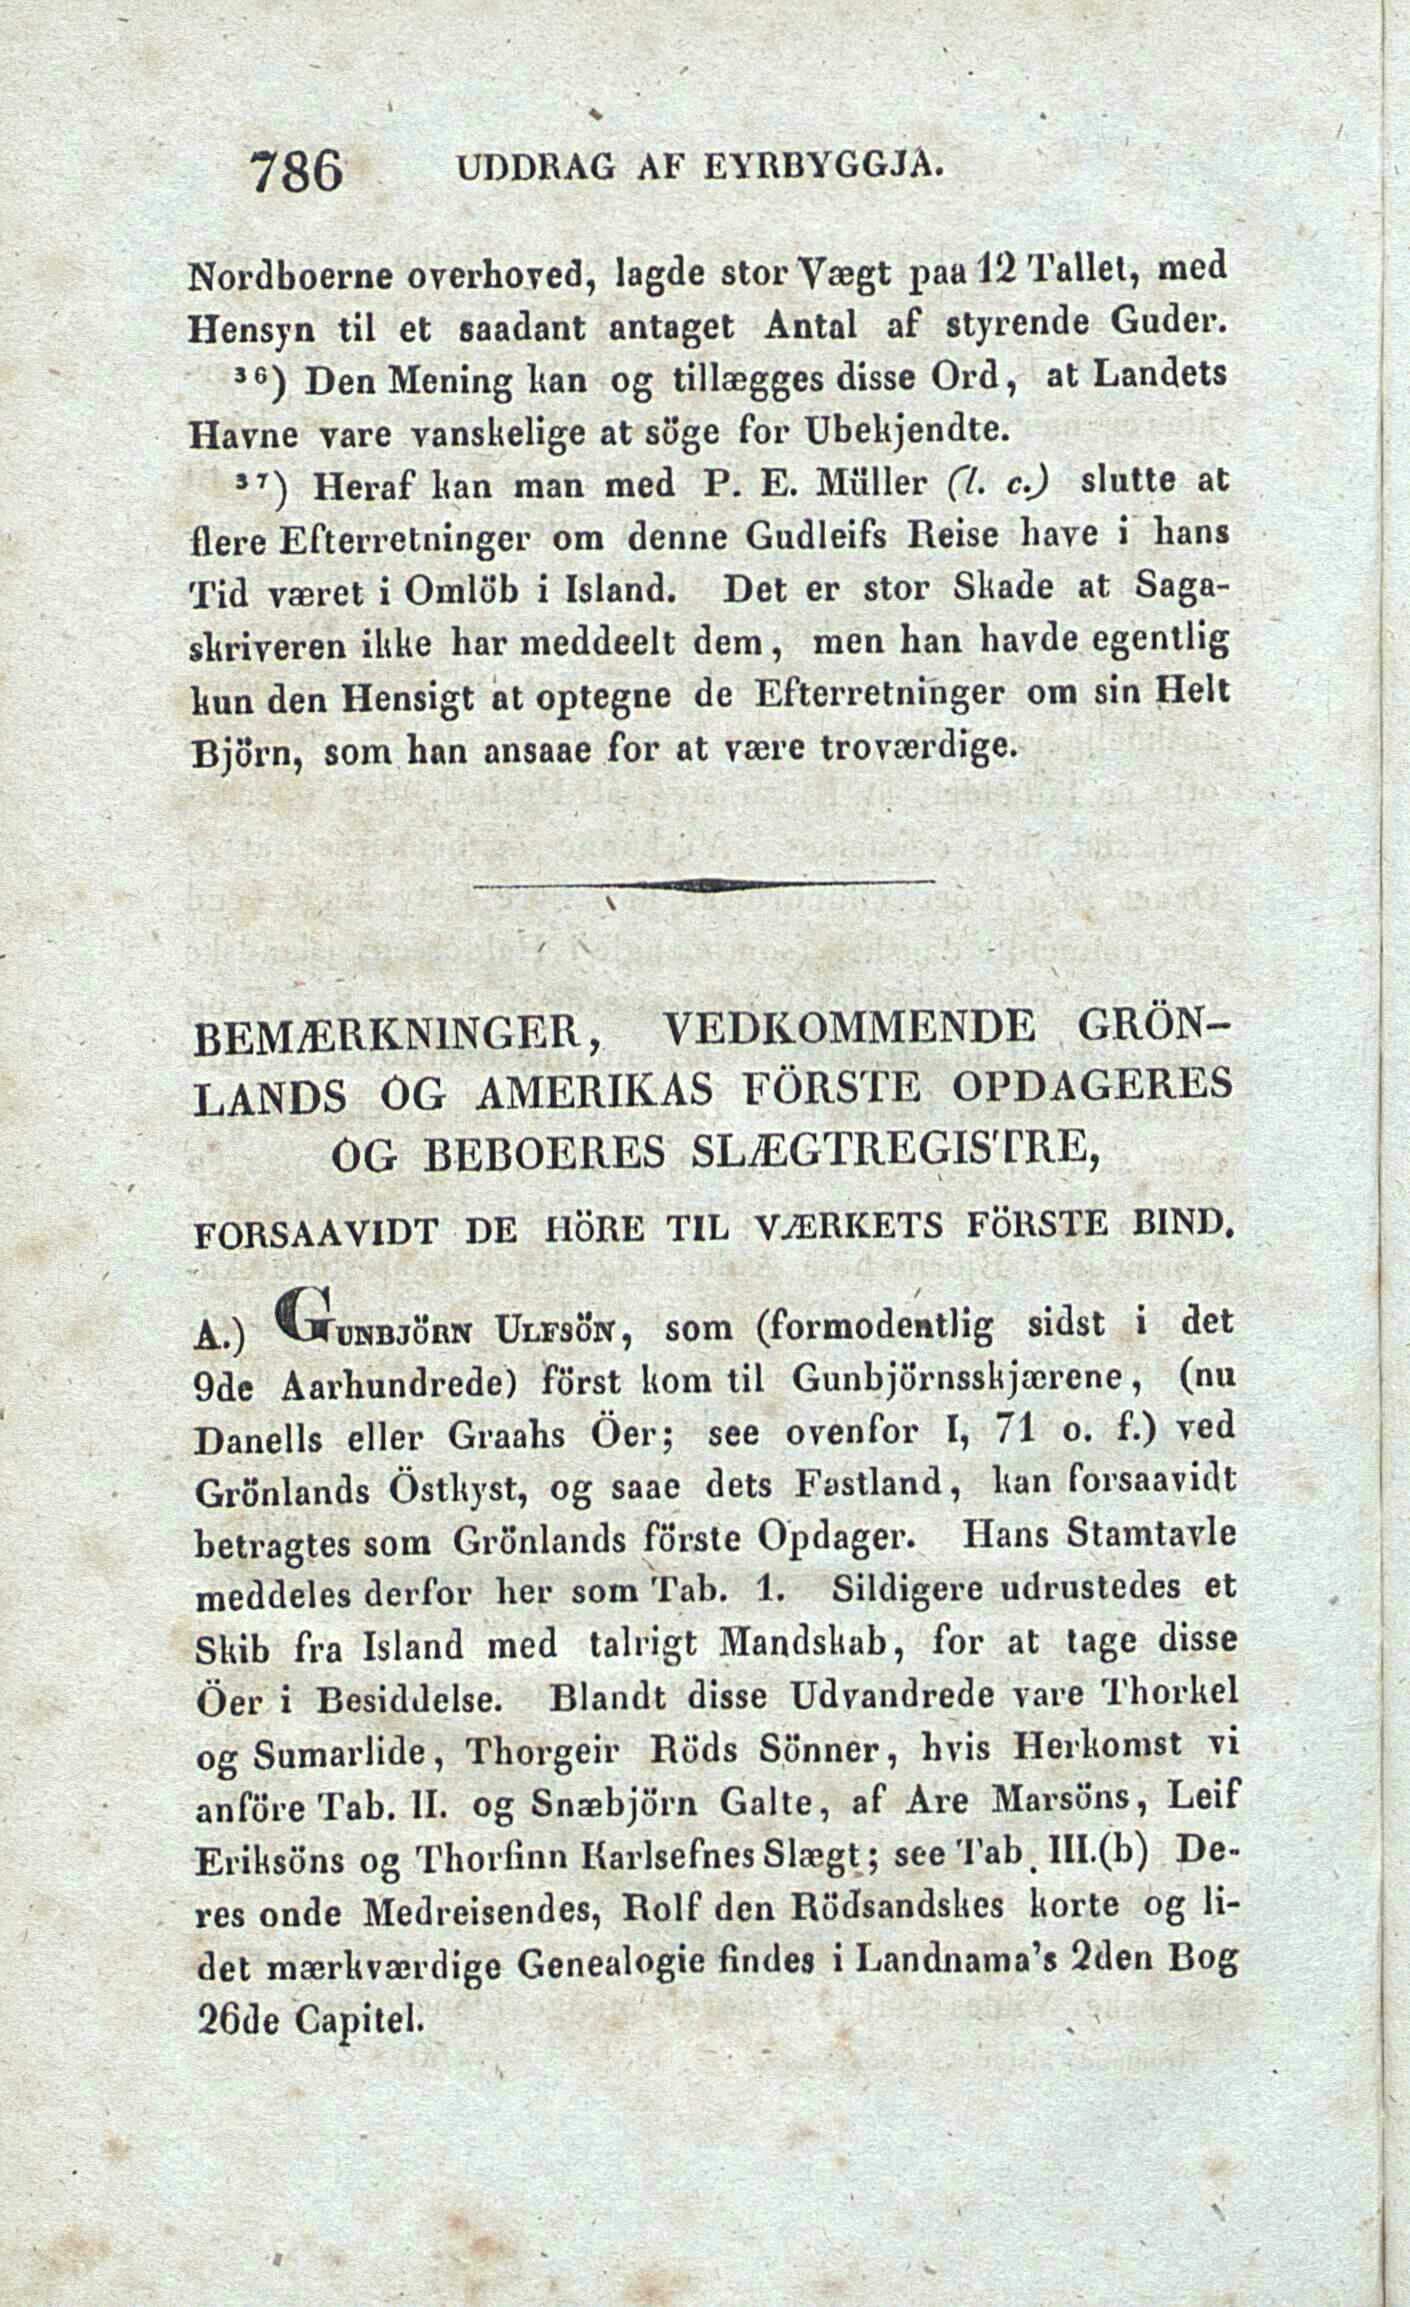 786 UDDRAG AF EYRBYGGJA.
Nordboerne overhoved, lagde stor Vægt paa 12 Tallet, med
Hensyn til et saadant antaget Antal af styrende Guder.
³⁶) Den Mening kan og tillægges disse Ord, at Landets
Havne vare vanskelige at söge for Ubekjendte.
³⁷) Heraf kan man med P. E. Müller (l. c.) slutte at
flere Efterretninger om denne Gudleifs Reise have i hans
Tid været i Omlöb i Island. Det er stor Skade at Saga-
skriveren ikke har meddeelt dem, men han havde egentlig
kun den Hensigt at optegne de Efterretninger om sin Helt
Björn, som han ansaae for at være troværdige.
BEMÆRKNINGER, VEDKOMMENDE GRÖN-
LANDS OG AMERIKAS FÖRSTE OPDAGERES
OG BEBOERES SLÆGTREGISTRE,
FORSAAVIDT DE HÖRE TIL VÆRKETS FÖRSTE BIND.
A.) GUNBJÖRN ULFSÖN, som (formodentlig sidst i det
9de Aarhundrede) först kom til Gunbjörnsskjærene, (nu
Danells eller Graahs Öer; see ovenfor I, 71 o. f.) ved
Grönlands Östkyst, og saae dets Fastland, kan forsaavidt
betragtes som Grönlands förste Opdager. Hans Stamtavle
meddeles derfor her som Tab. 1. Sildigere udrustedes et
Skib fra Island med talrigt Mandskab, for at tage disse
Öer i Besiddelse. Blandt disse Udvandrede vare Thorkel
og Sumarlide, Thorgeir Röds Sönner, hvis Herkomst vi
anföre Tab. II. og Snæbjörn Galte, af Are Marsöns, Leif
Eriksöns og Thorfinn Karlsefnes Slægt; see Tab. III.(b) De-
res onde Medreisendes, Rolf den Rödsandskes korte og li-
det mærkværdige Genealogie findes i Landnama's 2den Bog
26de Capitel.